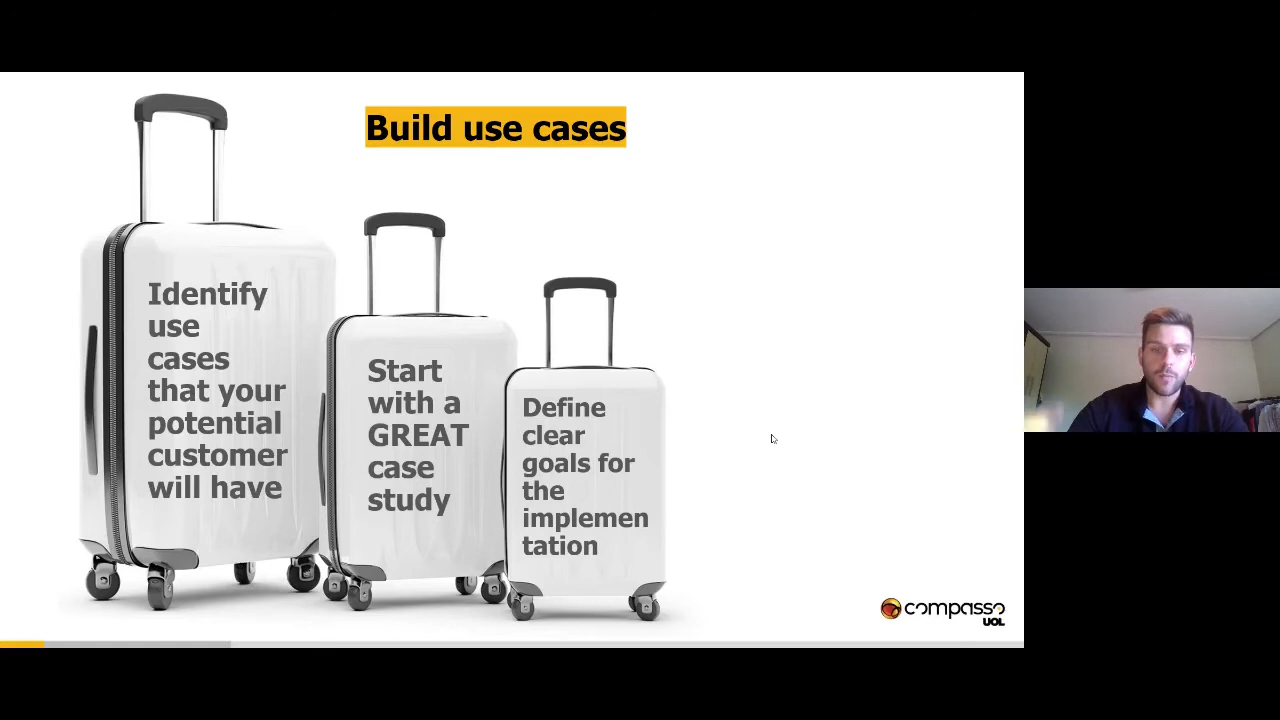 Build use cases
Identify
use
cases
that your
potential
customer
will have
Start
with a
GREAT
case
study
Define
clear
goals for
the
implemen
tation
compasso
UOL